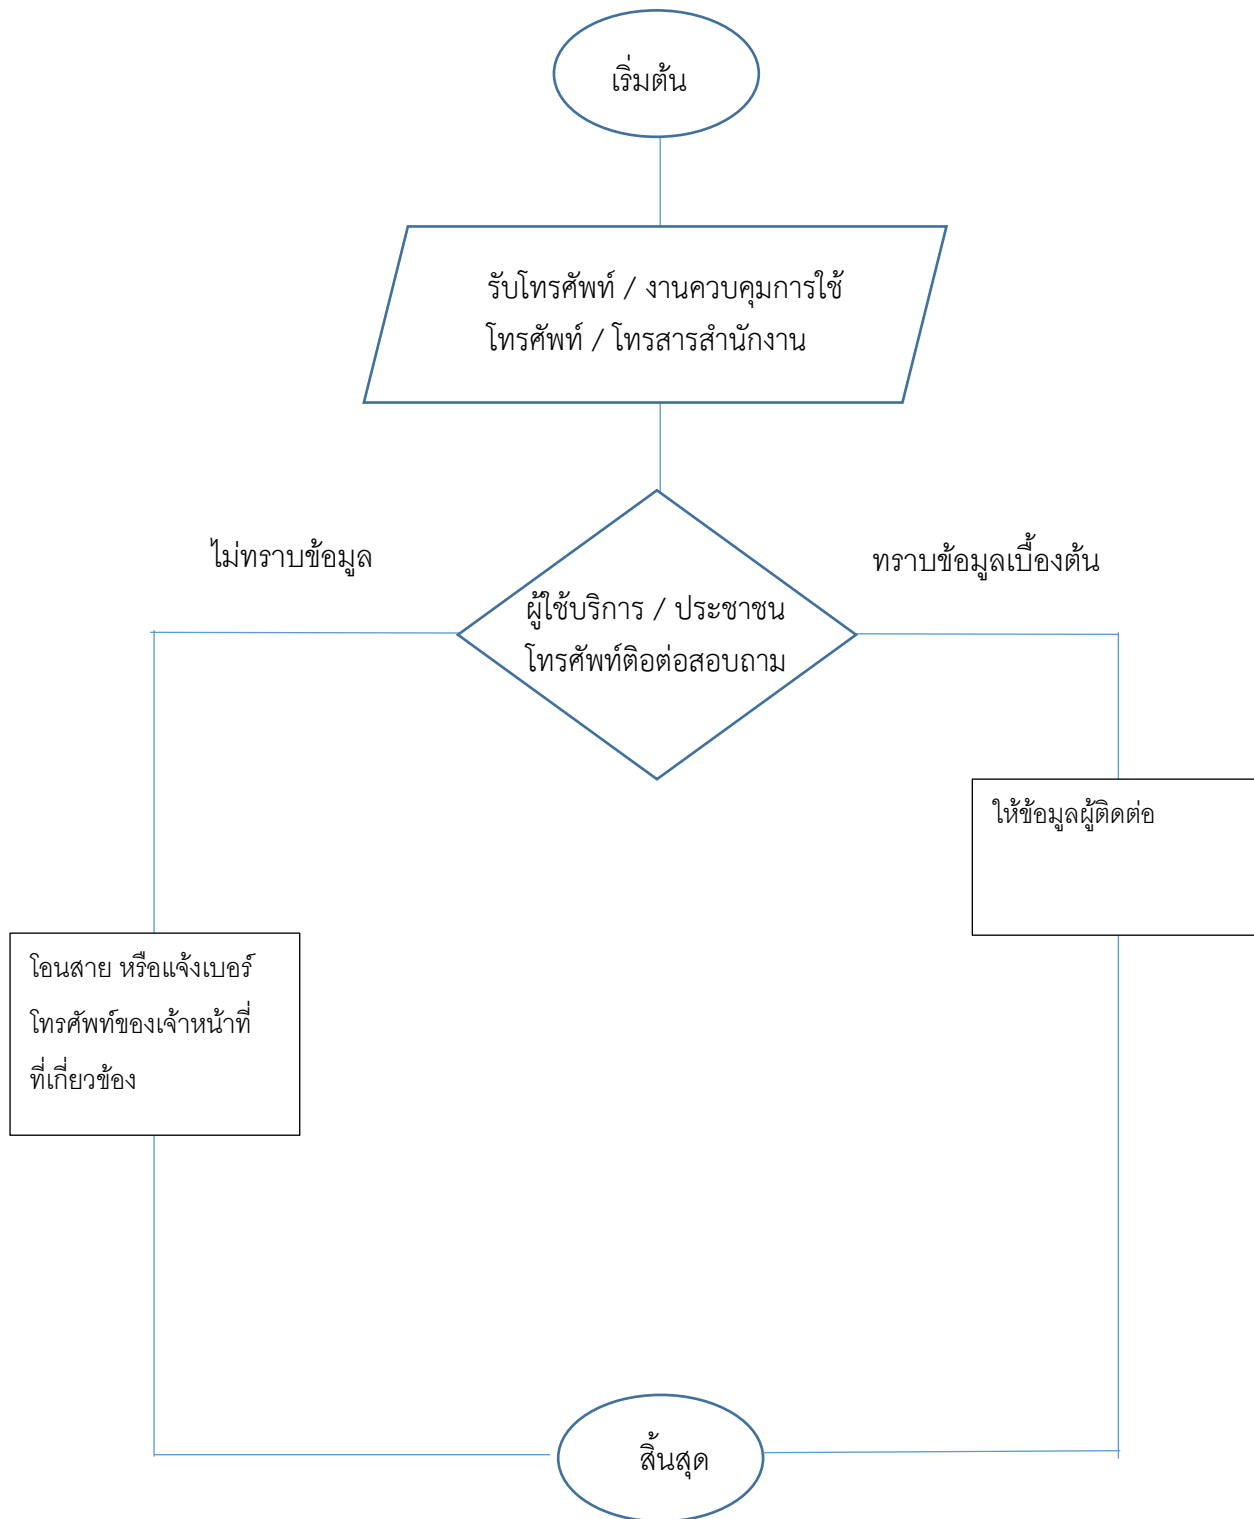 เริ่มต้น
รับโทรศัพท์ / งานควบคุมการใช้
โทรศัพท์ / โทรสารสำนักงาน
ไม่ทราบข้อมูล
ทราบข้อมูลเบื้องต้น
ผู้ใช้บริการ / ประชาชน
โทรศัพท์ติอต่อสอบถาม
ให้ข้อมูลผู้ติดต่อ
โอนสาย หรือแจ้งเบอร์
โทรศัพท์ของเจ้าหน้าที่
ที่เกี่ยวข้อง
สิ้นสุด